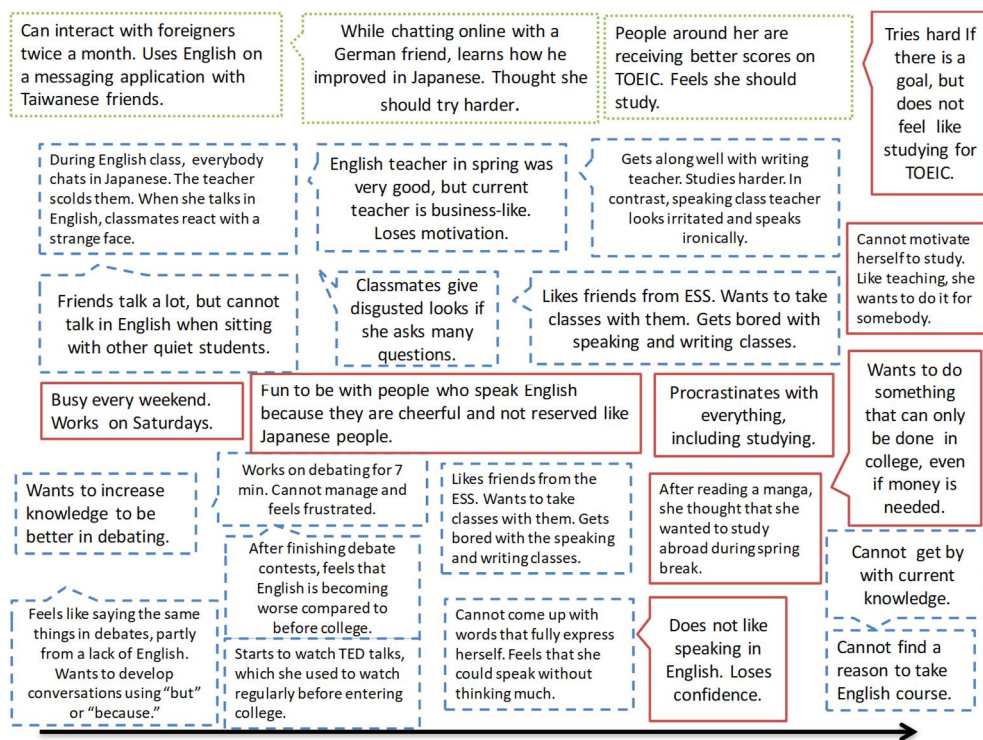 Can interact with foreigners
twice a month. Uses English on
a messaging application with
Taiwanese friends.
While chatting online with a
German friend, learns how he
improved in Japanese. Thought she
should try harder.
People around her are
receiving better scores on
TOEIC. Feels she should
study.
Tries hard If
there is a
goal, but
does not
feel like
studying for
TOEIC.
During English class, everybody
chats in Japanese. The teacher
scolds them. When she talks in
English, classmates react with a
strange face.
English teacher in spring was
very good, but current
teacher is business-like.
Loses motivation.
Gets along well with writing
teacher. Studies harder. In
contrast, speaking class teacher
looks irritated and speaks
ironically.
Cannot motivate
herself to study.
Like teaching, she
wants to do it for
somebody.
Friends talk a lot, but cannot
talk in English when sitting
with other quiet students.
Classmates give
disgusted looks if
she asks many
questions.
Likes friends from ESS. Wants to take
classes with them. Gets bored with
speaking and writing classes.
Busy every weekend.
Works on Saturdays.
Fun to be with people who speak English
because they are cheerful and not reserved like
Japanese people.
Procrastinates with
everything,
including studying.
Wants to do
something
that can only
be done in
college, even
if money is
needed.
Wants to increase
knowledge to be
better in debating.
Works on debating for 7
min. Cannot manage and
feels frustrated.
Likes friends from the
ESS. Wants to take
classes with them. Gets
bored with the speaking
and writing classes.
After reading a manga,
she thought that she
wanted to study
abroad during spring
break.
Cannot get by
with current
knowledge.
After finishing debate
contests, feels that
English is becoming
worse compared to
before college.
Feels like saying the same
things in debates, partly
from a lack of English.
Wants to develop
conversations using “but”
or “because.”
Starts to watch TED talks,
which she used to watch
regularly before entering
college.
Cannot come up with
words that fully express
herself. Feels that she
could speak without
thinking much.
Does not like
speaking in
English. Loses
confidence.
Cannot find a
reason to take
English course.